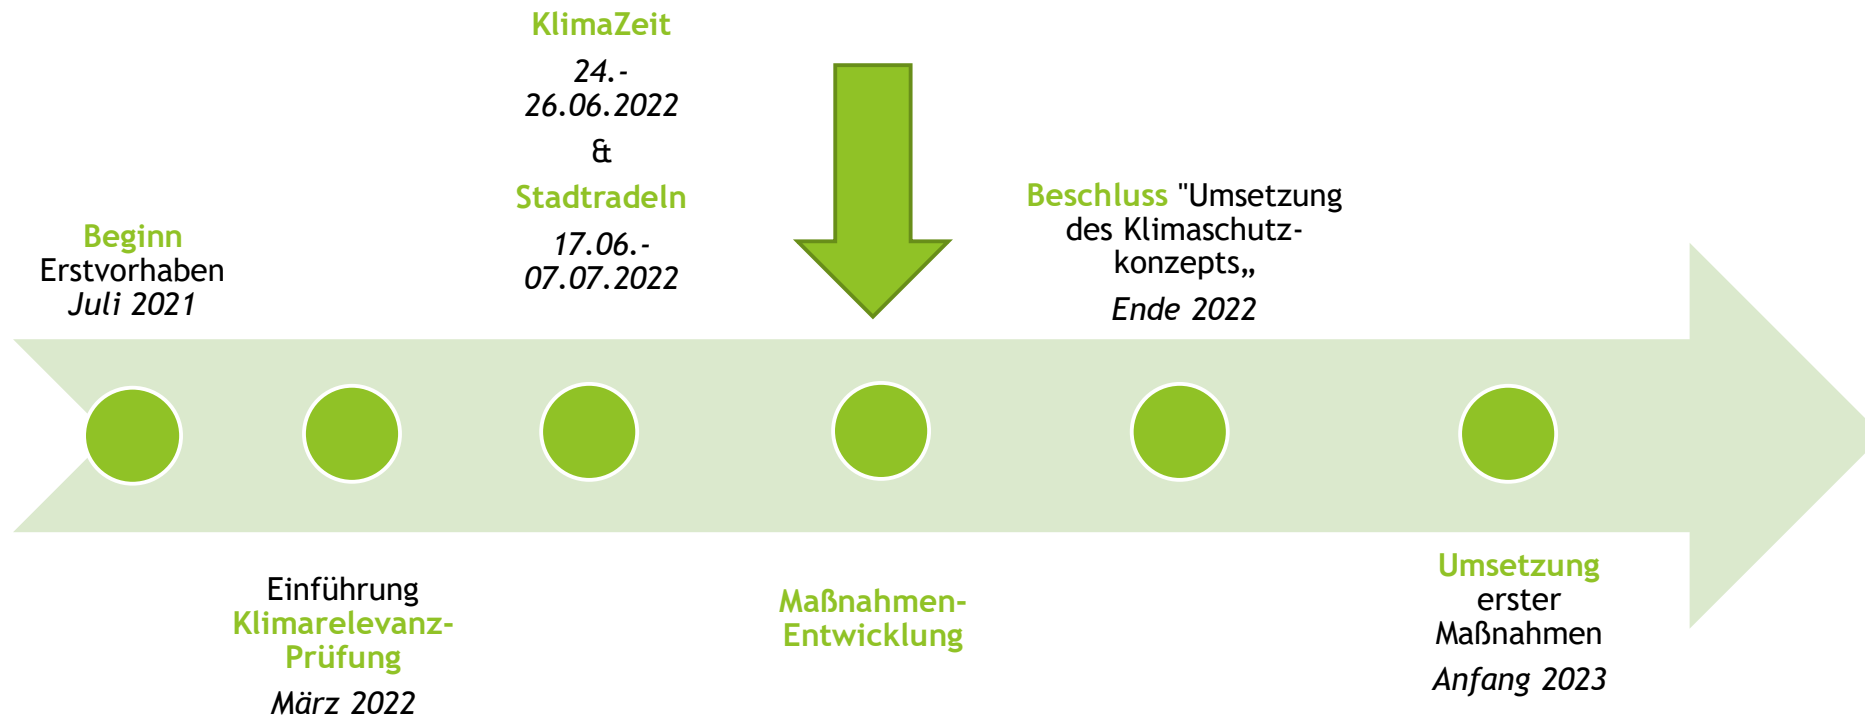 Beginn
Erstvorhaben
Juli 2021
Einführung
Klimarelevanz-
Prüfung
März 2022
KlimaZeit
24.-
26.06.2022
&
Stadtradeln
17.06.-
07.07.2022
Maßnahmen-
Entwicklung
Beschluss "Umsetzung
des Klimaschutz-
konzepts„
Ende 2022
Umsetzung
erster
Maßnahmen
Anfang 2023